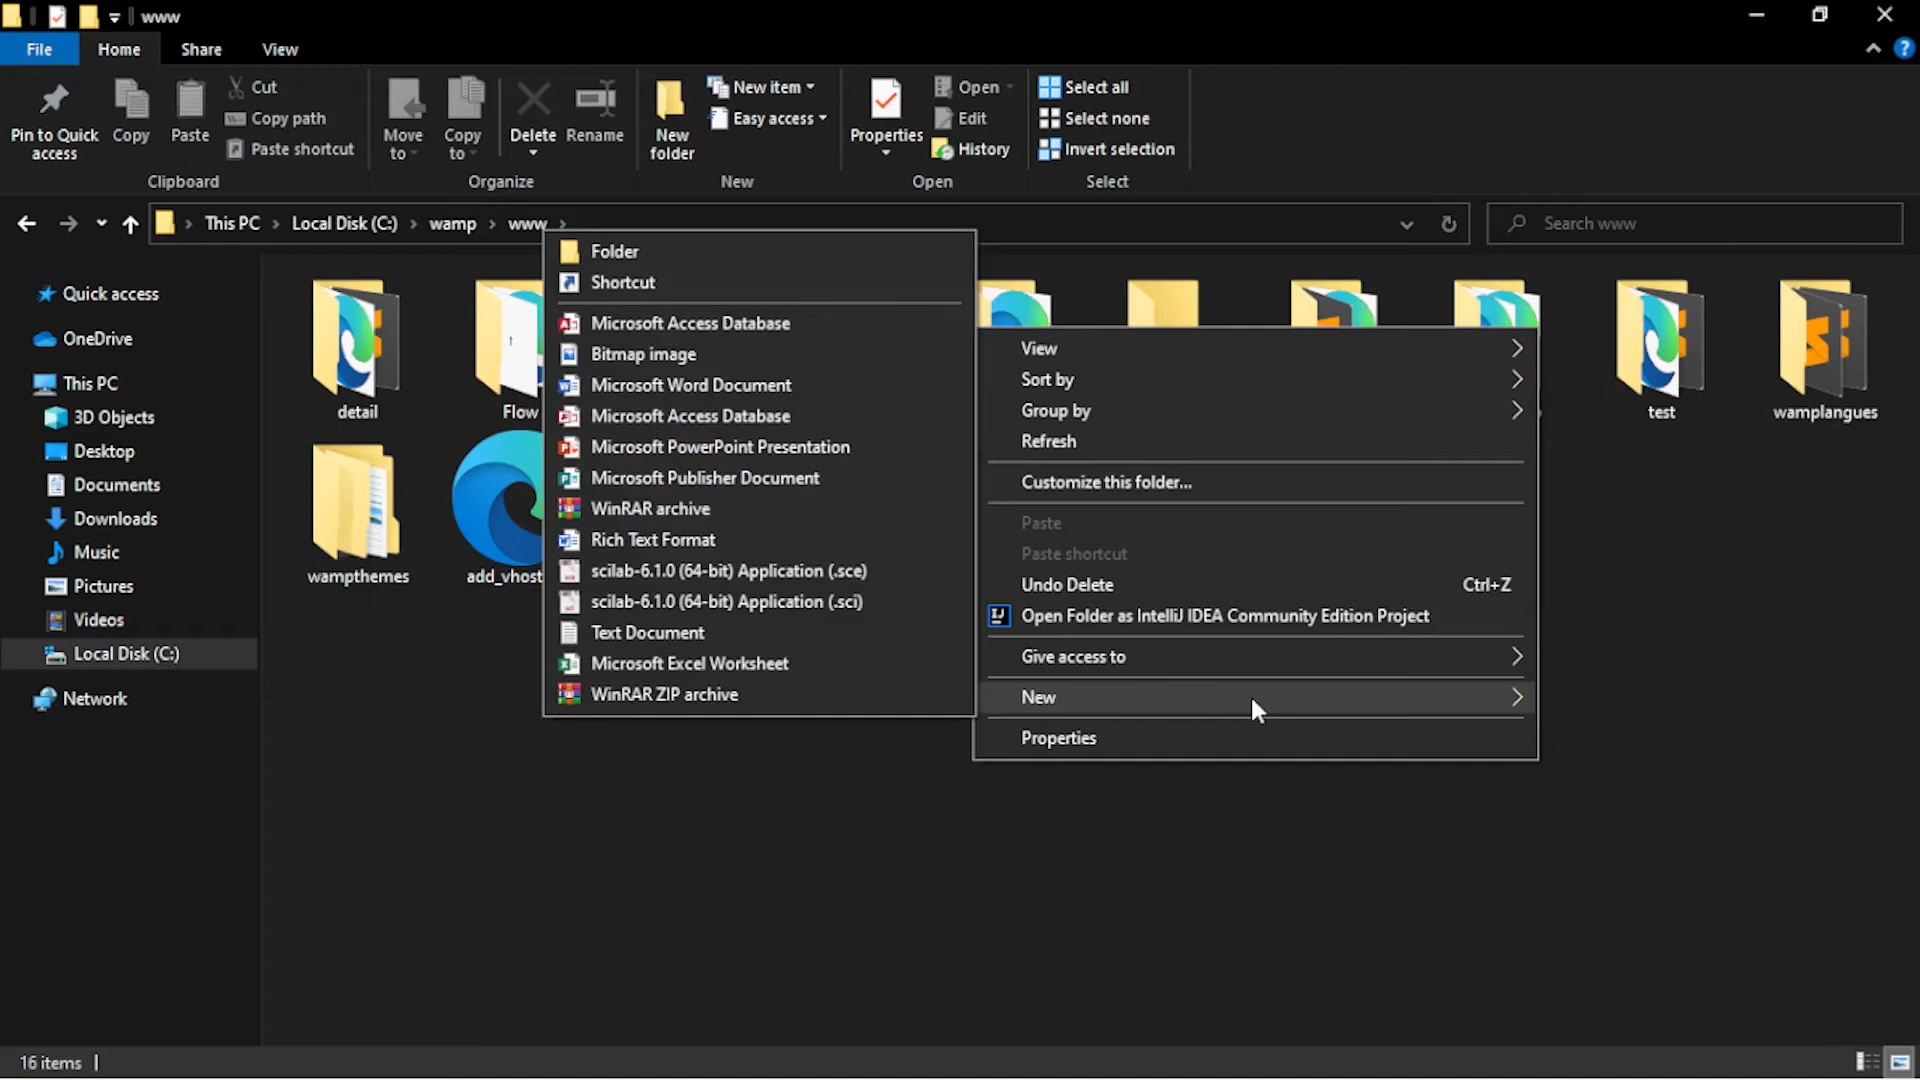 www
File Home Share View
Pin to Quick access
Copy
Paste
Cut
Copy path
Paste shortcut
Clipboard
Move to
Copy to
Delete
Rename
Organize
New folder
New item
Easy access
New
Properties
Open
Edit
History
Open
Select all
Select none
Invert selection
Select
This PC > Local Disk (C:) > wamp > www >
Search www
Quick access
OneDrive
This PC
3D Objects
Desktop
Documents
Downloads
Music
Pictures
Videos
Local Disk (C:)
Network
detail
Flow
test
wamplangues
wampthemes
add_vhost
Folder
Shortcut
Microsoft Access Database
Bitmap image
Microsoft Word Document
Microsoft Access Database
Microsoft PowerPoint Presentation
Microsoft Publisher Document
WinRAR archive
Rich Text Format
scilab-6.1.0 (64-bit) Application (.sce)
scilab-6.1.0 (64-bit) Application (.sci)
Text Document
Microsoft Excel Worksheet
WinRAR ZIP archive
View
Sort by
Group by
Refresh
Customize this folder...
Paste
Paste shortcut
Undo Delete Ctrl+Z
Open Folder as IntelliJ IDEA Community Edition Project
Give access to
New
Properties
16 items